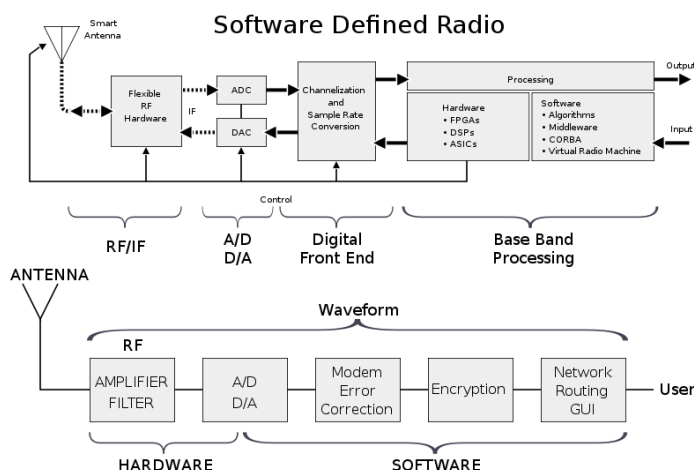 Software Defined Radio
Smart
Antenna
Flexible
RF
Hardware
IF
ADC
DAC
Channelization
and
Sample Rate
Conversion
Processing
Hardware
• FPGAs
• DSPs
• ASICs
Software
• Algorithms
• Middleware
• CORBA
• Virtual Radio Machine
Output
Input
Control
RF/IF
A/D
D/A
Digital
Front End
Base Band
Processing
ANTENNA
Waveform
RF
AMPLIFIER
FILTER
A/D
D/A
Modem
Error
Correction
Encryption
Network
Routing
GUI
User
HARDWARE
SOFTWARE